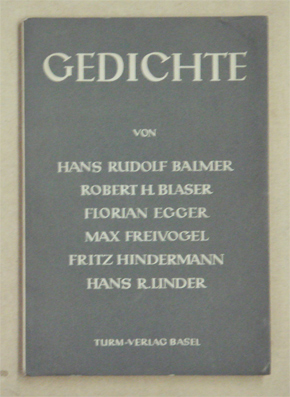 GEDICHTE
VON
HANS RUDOLF BALMER
ROBERT H. BLASER
FLORIAN EGGER
MAX FREIVOGEL
FRITZ HINDERMANN
HANS R. LINDER
TURM-VERLAG BASEL